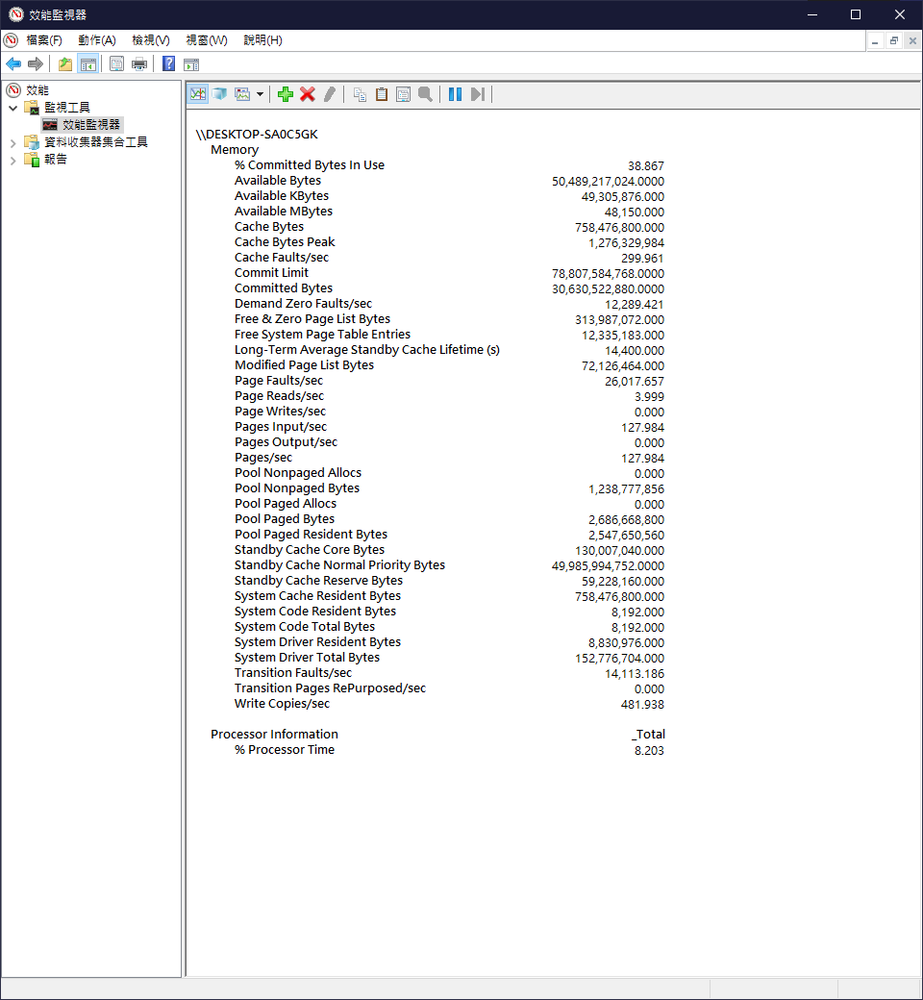 效能監視器
檔案(F) 動作(A) 檢視(V) 視窗(W) 說明(H)
效能
監視工具
效能監視器
資料收集器集合工具
報告
\\DESKTOP-SA0C5GK
Memory
% Committed Bytes In Use 38.867
Available Bytes 50,489,217,024.0000
Available KBytes 49,305,876.000
Available MBytes 48,150.000
Cache Bytes 758,476,800.000
Cache Bytes Peak 1,276,329,984
Cache Faults/sec 299.961
Commit Limit 78,807,584,768.0000
Committed Bytes 30,630,522,880.0000
Demand Zero Faults/sec 12,289.421
Free & Zero Page List Bytes 313,987,072.000
Free System Page Table Entries 12,335,183.000
Long-Term Average Standby Cache Lifetime (s) 14,400.000
Modified Page List Bytes 72,126,464.000
Page Faults/sec 26,017.657
Page Reads/sec 3.999
Page Writes/sec 0.000
Pages Input/sec 127.984
Pages Output/sec 0.000
Pages/sec 127.984
Pool Nonpaged Allocs 0.000
Pool Nonpaged Bytes 1,238,777,856
Pool Paged Allocs 0.000
Pool Paged Bytes 2,686,668,800
Pool Paged Resident Bytes 2,547,650,560
Standby Cache Core Bytes 130,007,040.000
Standby Cache Normal Priority Bytes 49,985,994,752.0000
Standby Cache Reserve Bytes 59,228,160.000
System Cache Resident Bytes 758,476,800.000
System Code Resident Bytes 8,192.000
System Code Total Bytes 8,192.000
System Driver Resident Bytes 8,830,976.000
System Driver Total Bytes 152,776,704.000
Transition Faults/sec 14,113.186
Transition Pages RePurposed/sec 0.000
Write Copies/sec 481.938
Processor Information _Total
% Processor Time 8.203